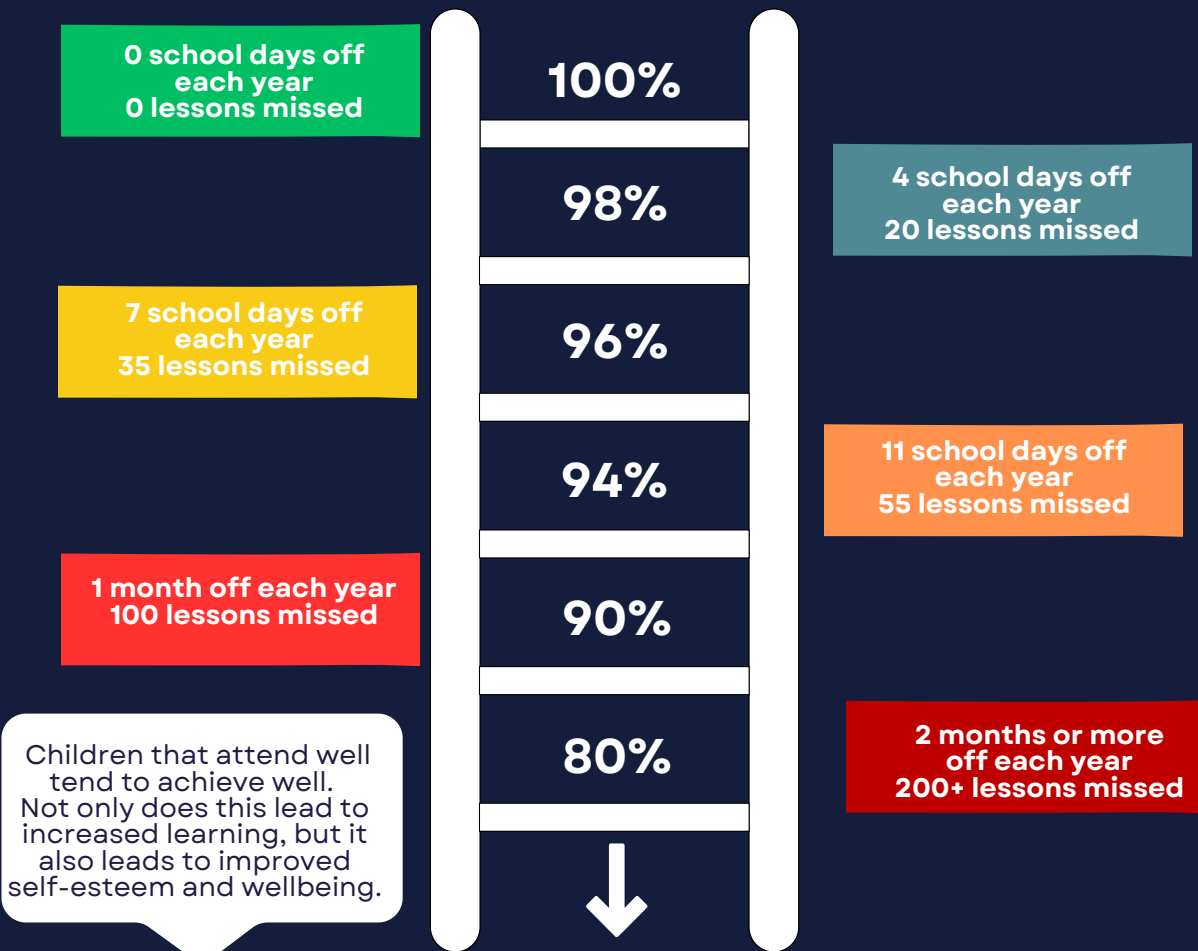 0 school days off
each year
0 lessons missed
100%
98%
4 school days off
each year
20 lessons missed
7 school days off
each year
35 lessons missed
96%
94%
11 school days off
each year
55 lessons missed
1 month off each year
100 lessons missed
90%
80%
2 months or more
off each year
200+ lessons missed
Children that attend well
tend to achieve well.
Not only does this lead to
increased learning, but it
also leads to improved
self-esteem and wellbeing.